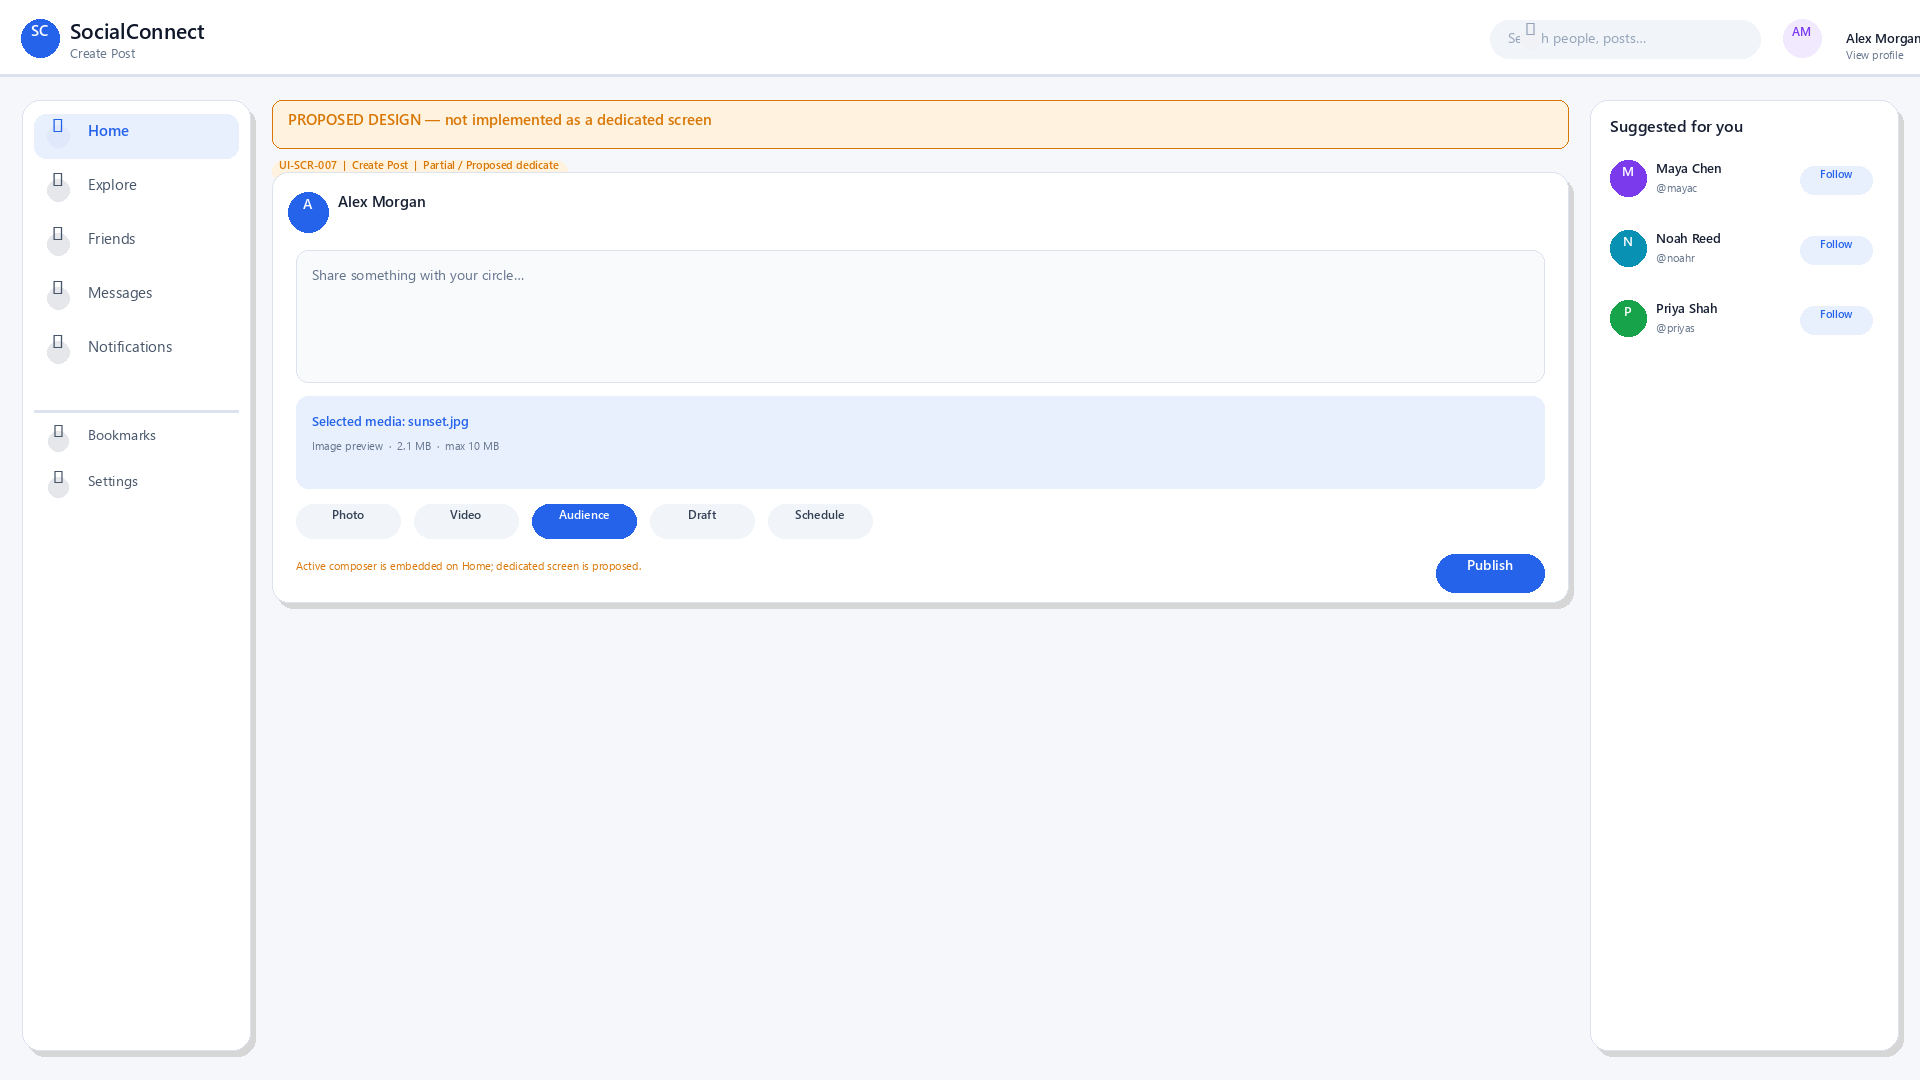 SC
SocialConnect
Create Post
Se h people, posts...
AM
Alex Morgan
View profile
Home
Explore
Friends
Messages
Notifications
Bookmarks
Settings
PROPOSED DESIGN — not implemented as a dedicated screen
UI-SCR-007 | Create Post | Partial / Proposed dedicate
A
Alex Morgan
Share something with your circle...
Selected media: sunset.jpg
Image preview · 2.1 MB · max 10 MB
Photo
Video
Audience
Draft
Schedule
Active composer is embedded on Home; dedicated screen is proposed.
Publish
Suggested for you
M
Maya Chen
@mayac
Follow
N
Noah Reed
@noahr
Follow
P
Priya Shah
@priyas
Follow